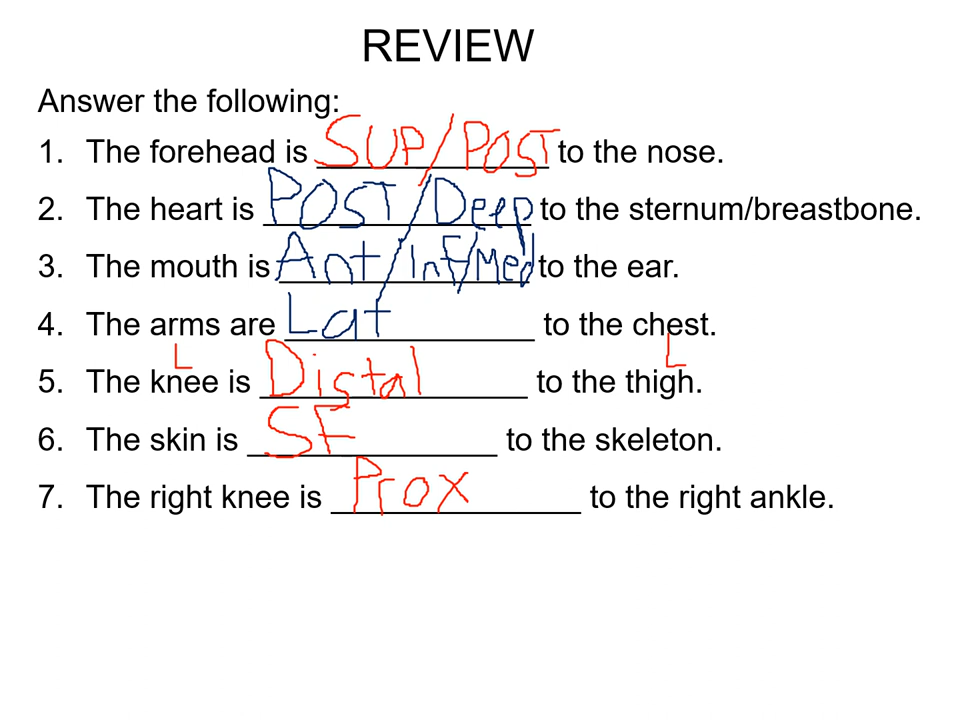 REVIEW
Answer the following:
1. The forehead is SUP/POST to the nose.
2. The heart is POST/Deep to the sternum/breastbone.
3. The mouth is Ant/Inf/Med to the ear.
4. The arms are Lat to the chest.
L L
5. The knee is Distal to the thigh.
6. The skin is SF to the skeleton.
7. The right knee is Prox to the right ankle.